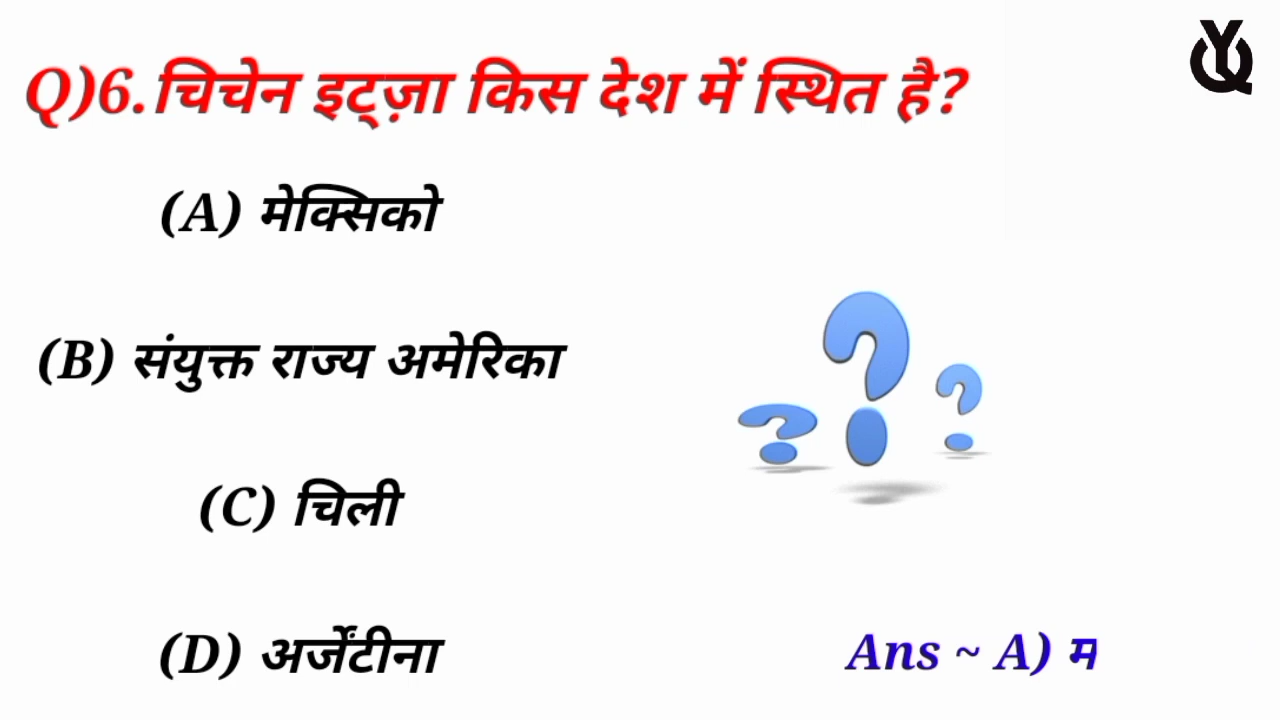 Q)6.चिचेन इट्ज़ा किस देश में स्थित है?
(A) मेक्सिको
(B) संयुक्त राज्य अमेरिका
(C) चिली
(D) अर्जेंटीना
Ans ~ A) म